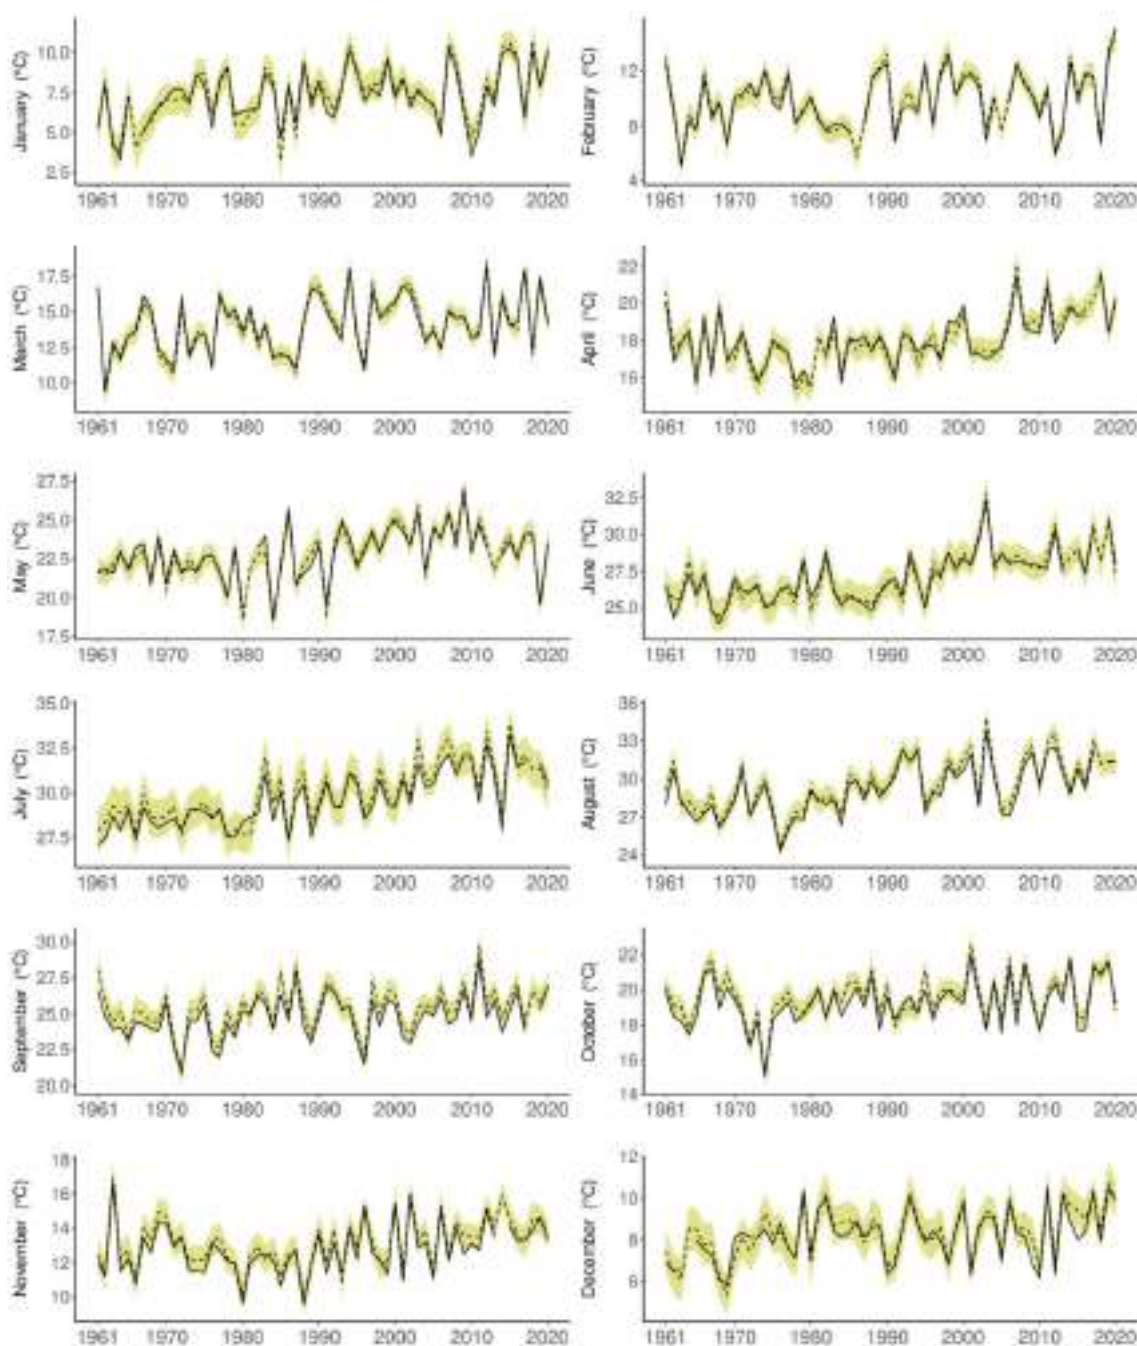 January (°C)
10.0
7.5
5.0
2.5
1961 1970 1980 1990 2000 2010 2020
February (°C)
12
8
4
1961 1970 1980 1990 2000 2010 2020
March (°C)
17.5
15.0
12.5
10.0
1961 1970 1980 1990 2000 2010 2020
April (°C)
22
20
18
16
1961 1970 1980 1990 2000 2010 2020
May (°C)
27.5
25.0
22.5
20.0
17.5
1961 1970 1980 1990 2000 2010 2020
June (°C)
32.5
30.0
27.5
25.0
1961 1970 1980 1990 2000 2010 2020
July (°C)
35.0
32.5
30.0
27.5
1961 1970 1980 1990 2000 2010 2020
August (°C)
36
33
30
27
24
1961 1970 1980 1990 2000 2010 2020
September (°C)
30.0
27.5
25.0
22.5
20.0
1961 1970 1980 1990 2000 2010 2020
October (°C)
22
20
18
16
14
1961 1970 1980 1990 2000 2010 2020
November (°C)
18
16
14
12
10
1961 1970 1980 1990 2000 2010 2020
December (°C)
12
10
8
6
1961 1970 1980 1990 2000 2010 2020